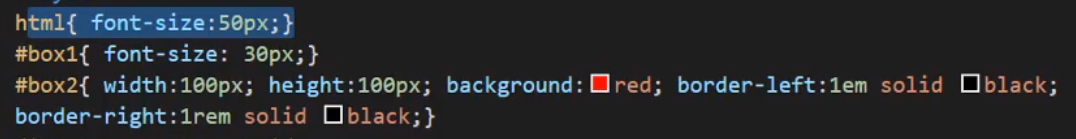 html{ font-size:50px;}
#box1{ font-size: 30px;}
#box2{ width:100px; height:100px; background:red; border-left:1em solid black;
border-right:1rem solid black;}